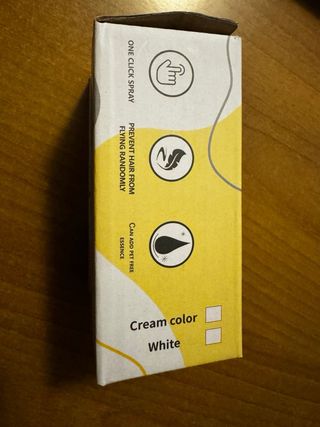 ONE CLICK SPRAY
PREVENT HAIR FROM
FLYING RANDOMLY
CAN ADD PET FREE
ESSENCE
Cream color
White